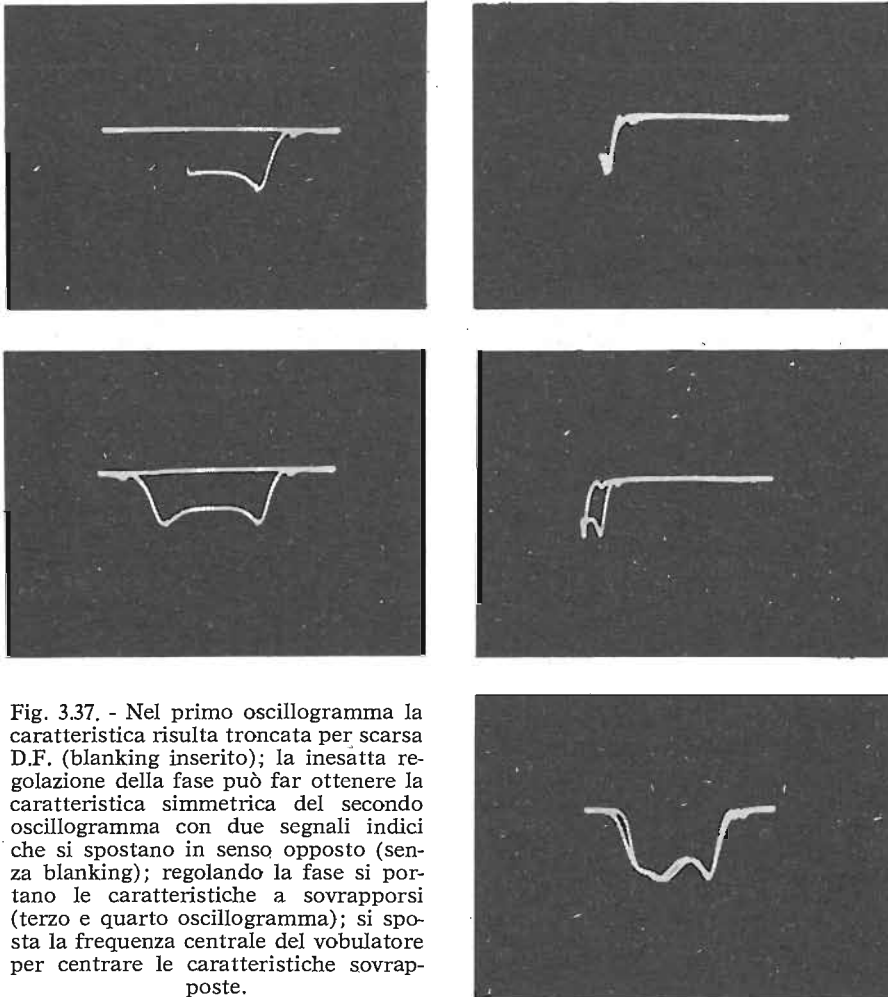 Fig. 3.37. - Nel primo oscillogramma la
caratteristica risulta troncata per scarsa
D.F. (blanking inserito); la inesatta re-
golazione della fase può far ottenere la
caratteristica simmetrica del secondo
oscillogramma con due segnali indici
che si spostano in senso opposto (sen-
za blanking); regolando la fase si por-
tano le caratteristiche a sovrapporsi
(terzo e quarto oscillogramma); si spo-
sta la frequenza centrale del vobulatore
per centrare le caratteristiche sovrap-
poste.